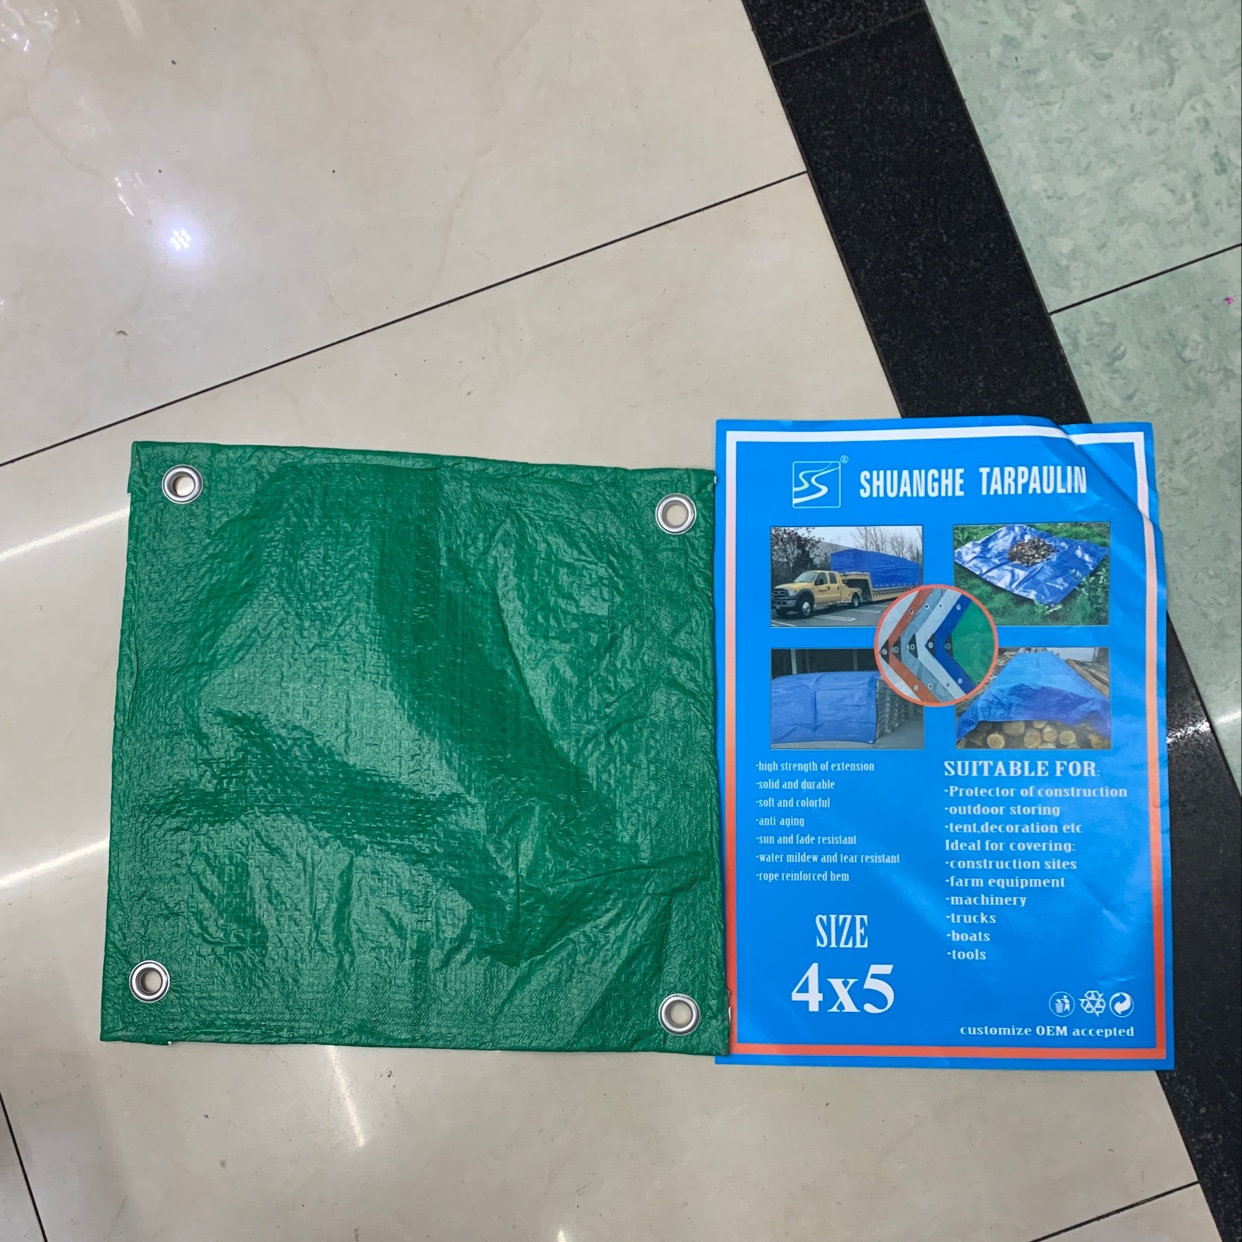 ®
SHUANGHE TARPAULIN
·high strength of extension
·solid and durable
·soft and colorful
·anti-aging
·sun and fade resistant
·water mildew and tear resistant
·rope reinforced hem
SIZE
4x5
SUITABLE FOR:
·Protector of construction
·outdoor storing
·tent,decoration etc
Ideal for covering:
·construction sites
·farm equipment
·machinery
·trucks
·boats
·tools
customize OEM accepted